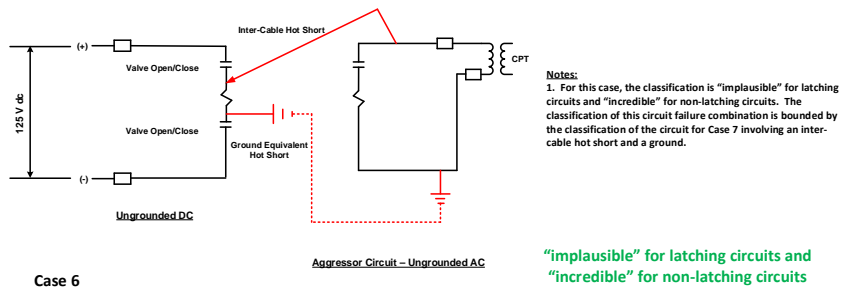 Inter-Cable Hot Short
(+)
CPT
Valve Open/Close
125 V dc
Valve Open/Close
Ground Equivalent
Hot Short
(-)
Ungrounded DC
Notes:
1. For this case, the classification is “implausible” for latching
circuits and “incredible” for non-latching circuits. The
classification of this circuit failure combination is bounded by
the classification of the circuit for Case 7 involving an inter-
cable hot short and a ground.
Aggressor Circuit – Ungrounded AC
“implausible” for latching circuits and
“incredible” for non-latching circuits
Case 6